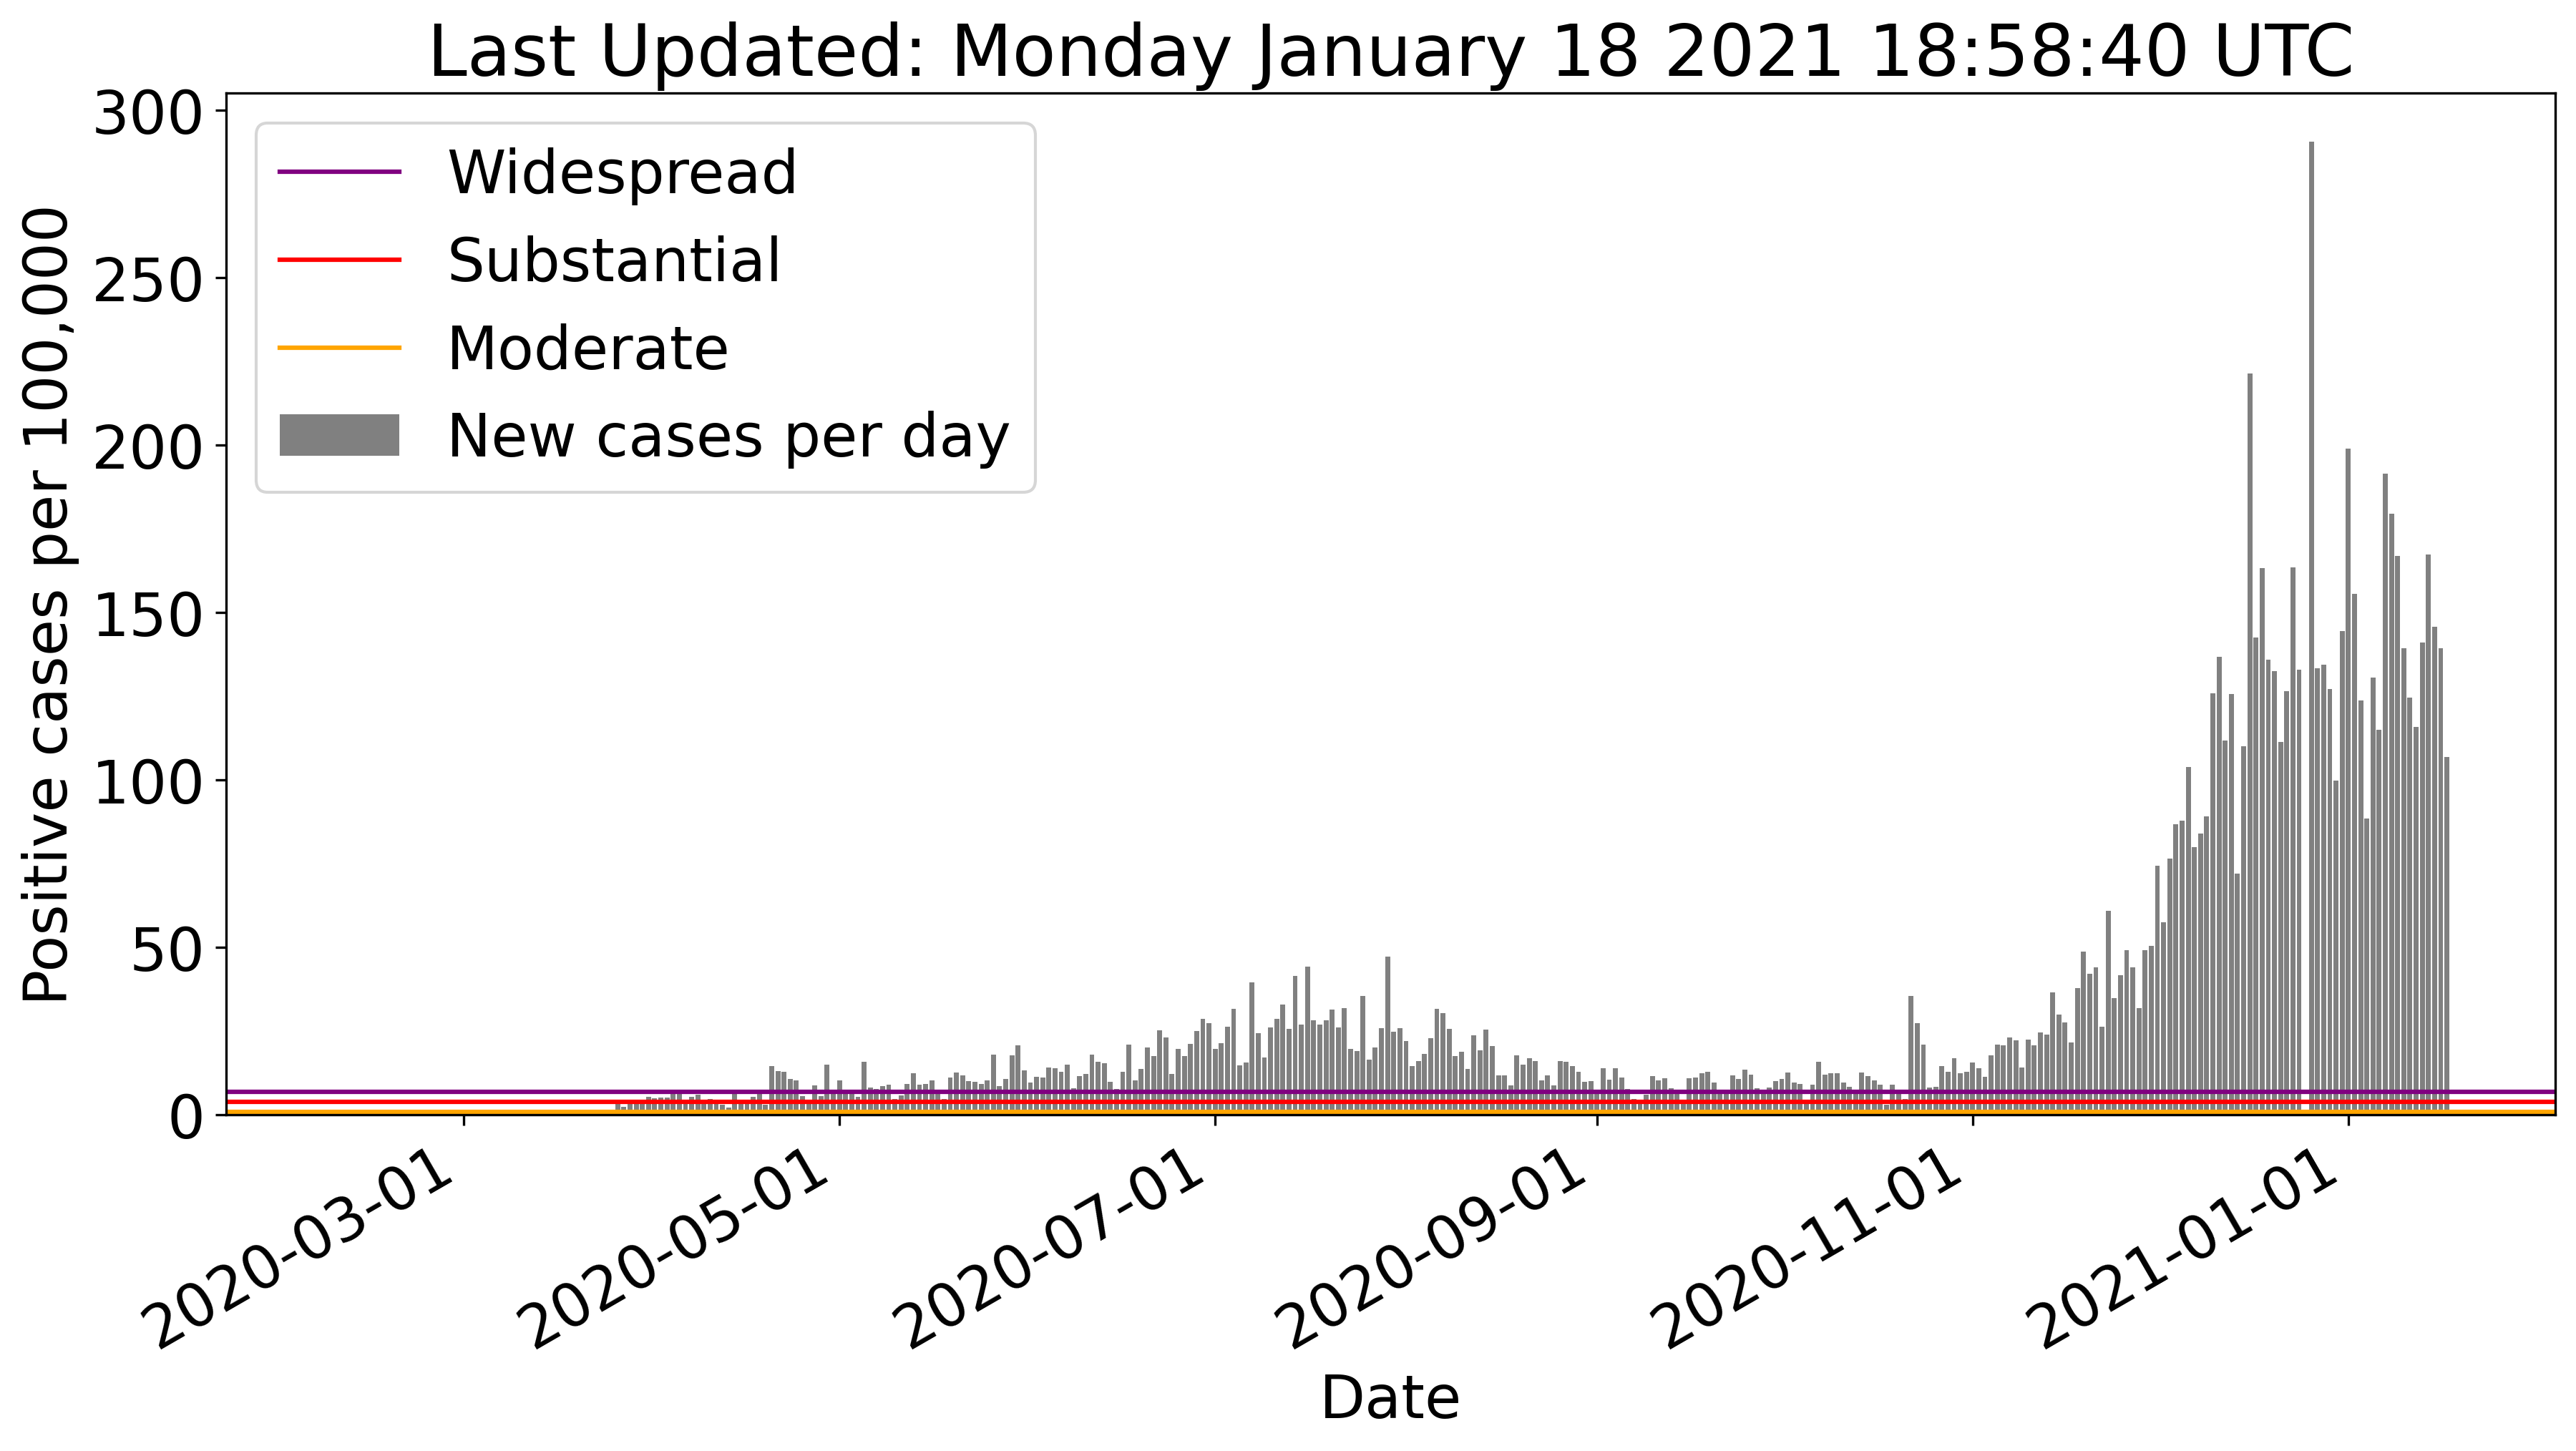 Last Updated: Monday January 18 2021 18:58:40 UTC
Positive cases per 100,000
300
250
200
150
100
50
0
Widespread
Substantial
Moderate
New cases per day
2020-03-01
2020-05-01
2020-07-01
2020-09-01
2020-11-01
2021-01-01
Date